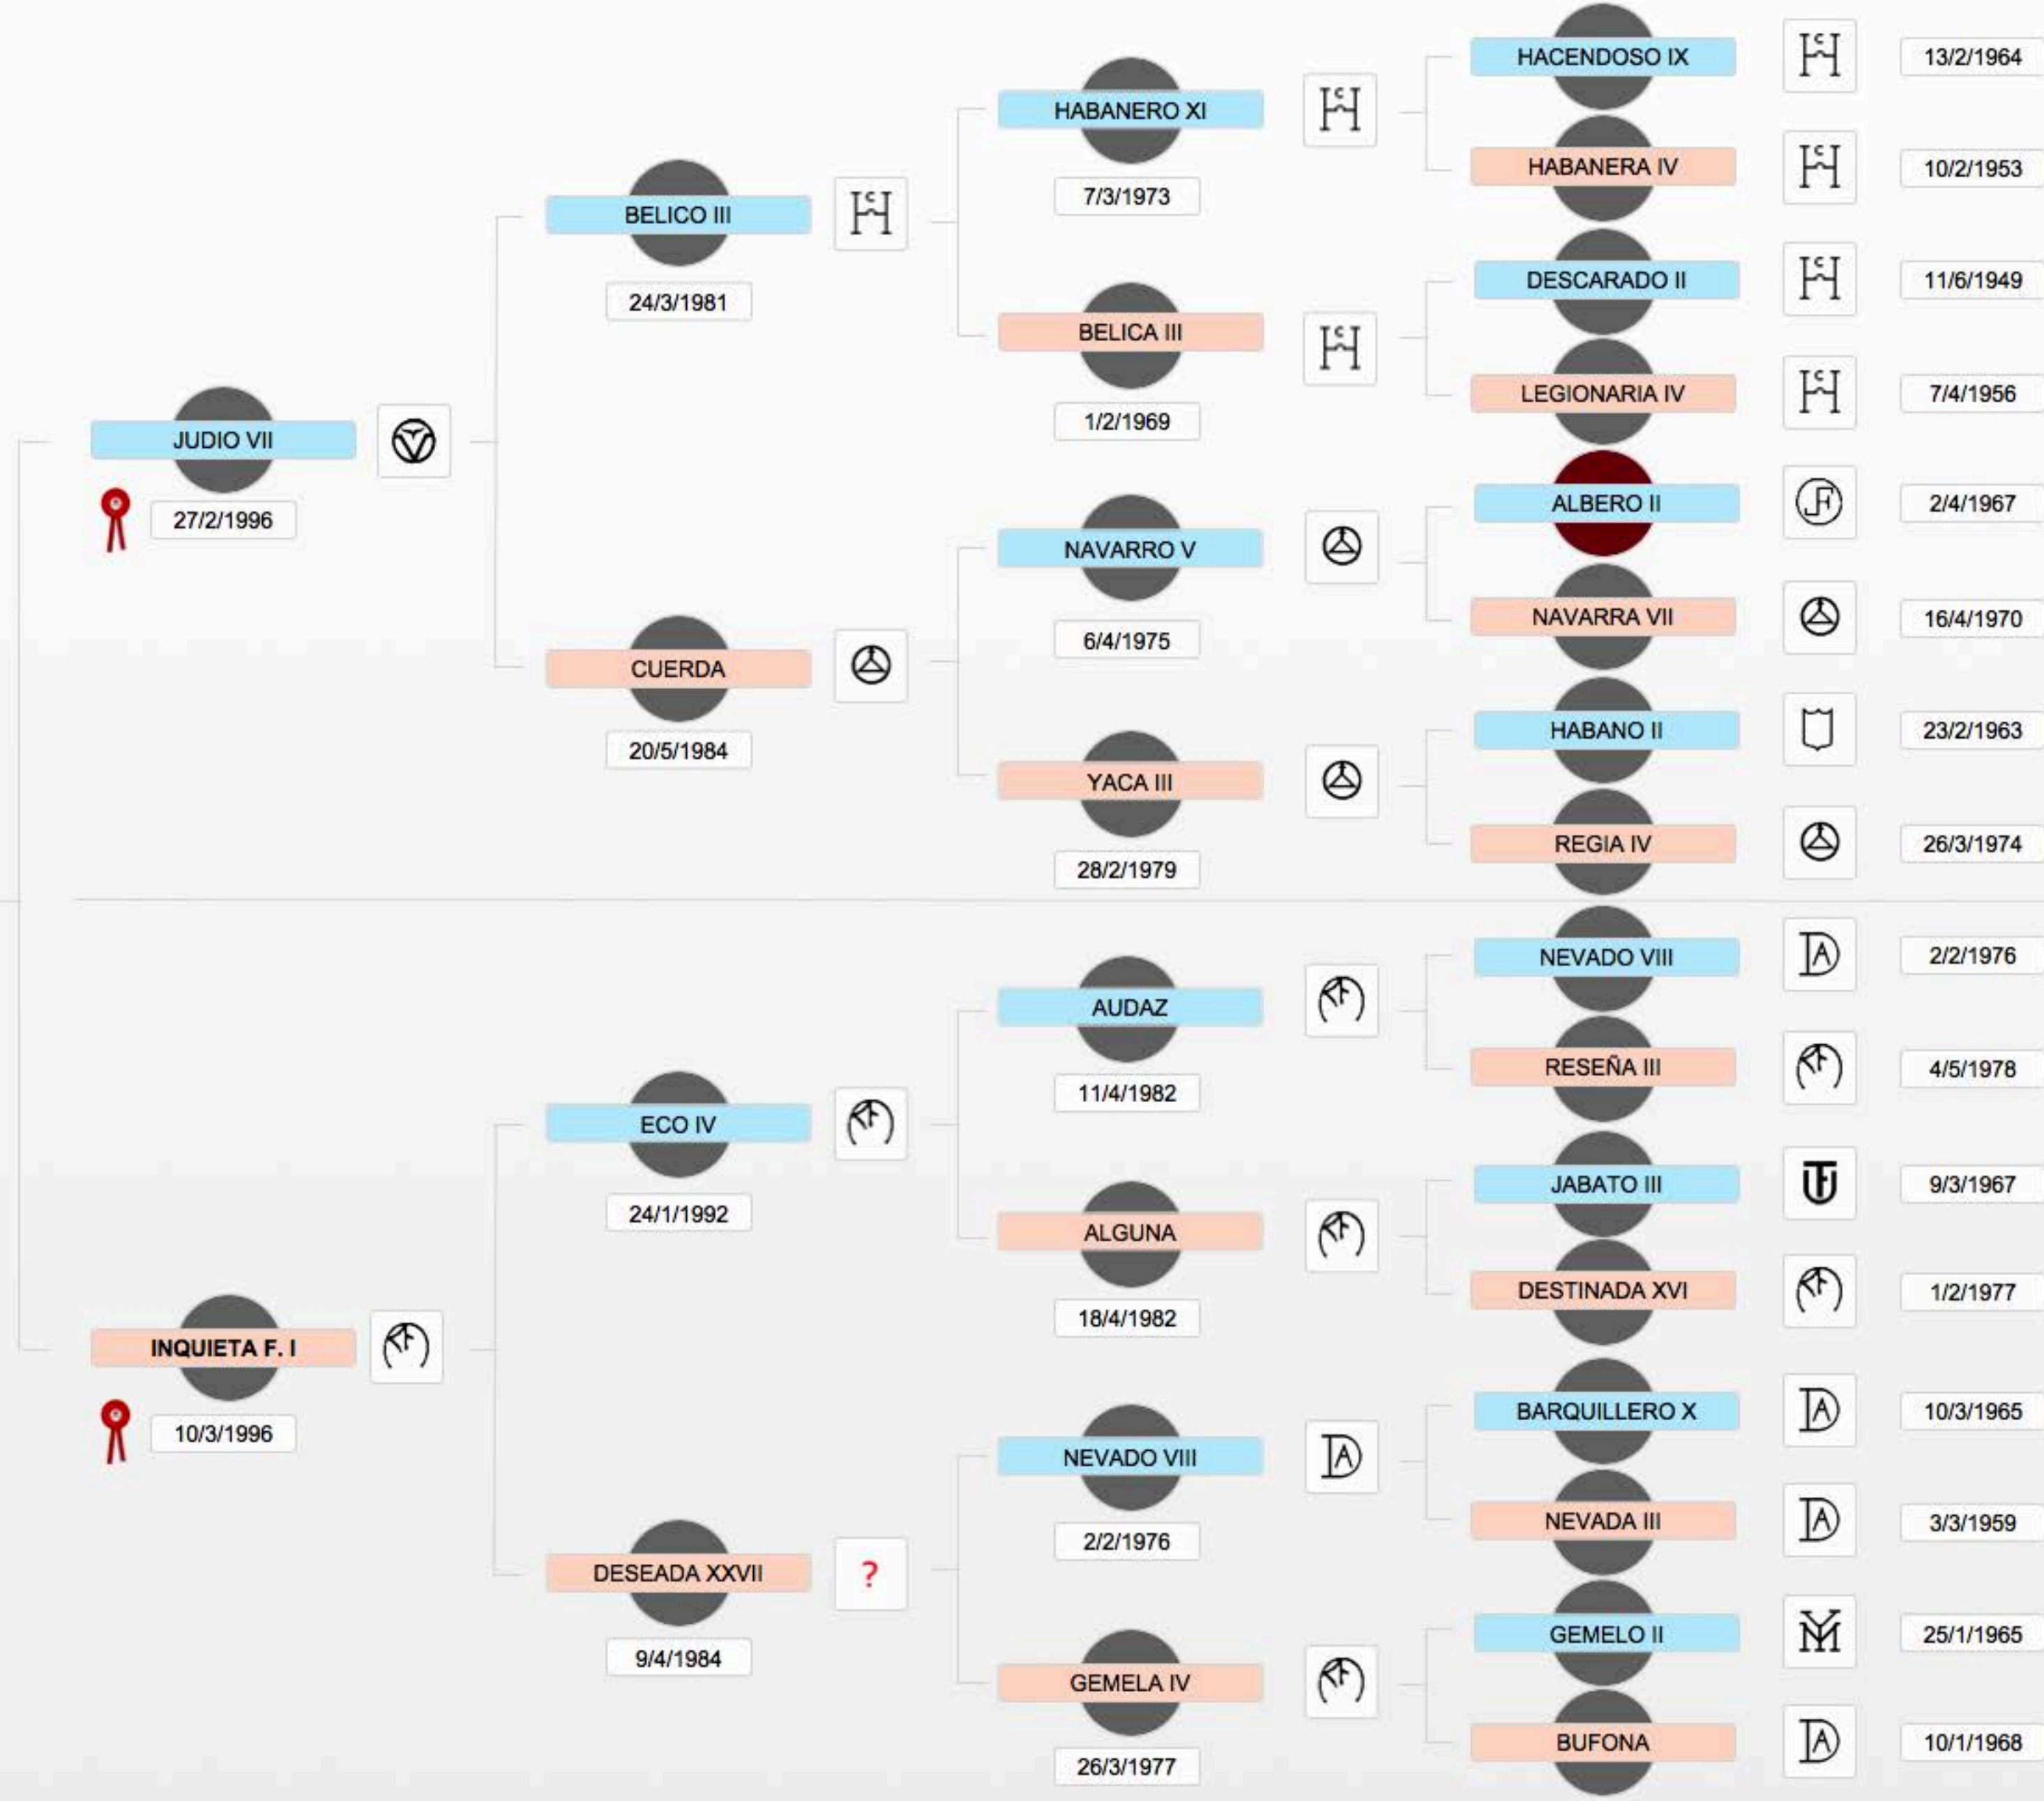 JUDIO VII
27/2/1996
BELICO III
24/3/1981
HABANERO XI
7/3/1973
HACENDOSO IX
13/2/1964
HABANERA IV
10/2/1953
BELICA III
1/2/1969
DESCARADO II
11/6/1949
LEGIONARIA IV
7/4/1956
CUERDA
20/5/1984
NAVARRO V
6/4/1975
ALBERO II
2/4/1967
NAVARRA VII
16/4/1970
YACA III
28/2/1979
HABANO II
23/2/1963
REGIA IV
26/3/1974
INQUIETA F. I
10/3/1996
ECO IV
24/1/1992
AUDAZ
11/4/1982
NEVADO VIII
2/2/1976
RESEÑA III
4/5/1978
ALGUNA
18/4/1982
JABATO III
9/3/1967
DESTINADA XVI
1/2/1977
DESEADA XXVII
?
9/4/1984
NEVADO VIII
2/2/1976
BARQUILLERO X
10/3/1965
NEVADA III
3/3/1959
GEMELA IV
26/3/1977
GEMELO II
25/1/1965
BUFONA
10/1/1968